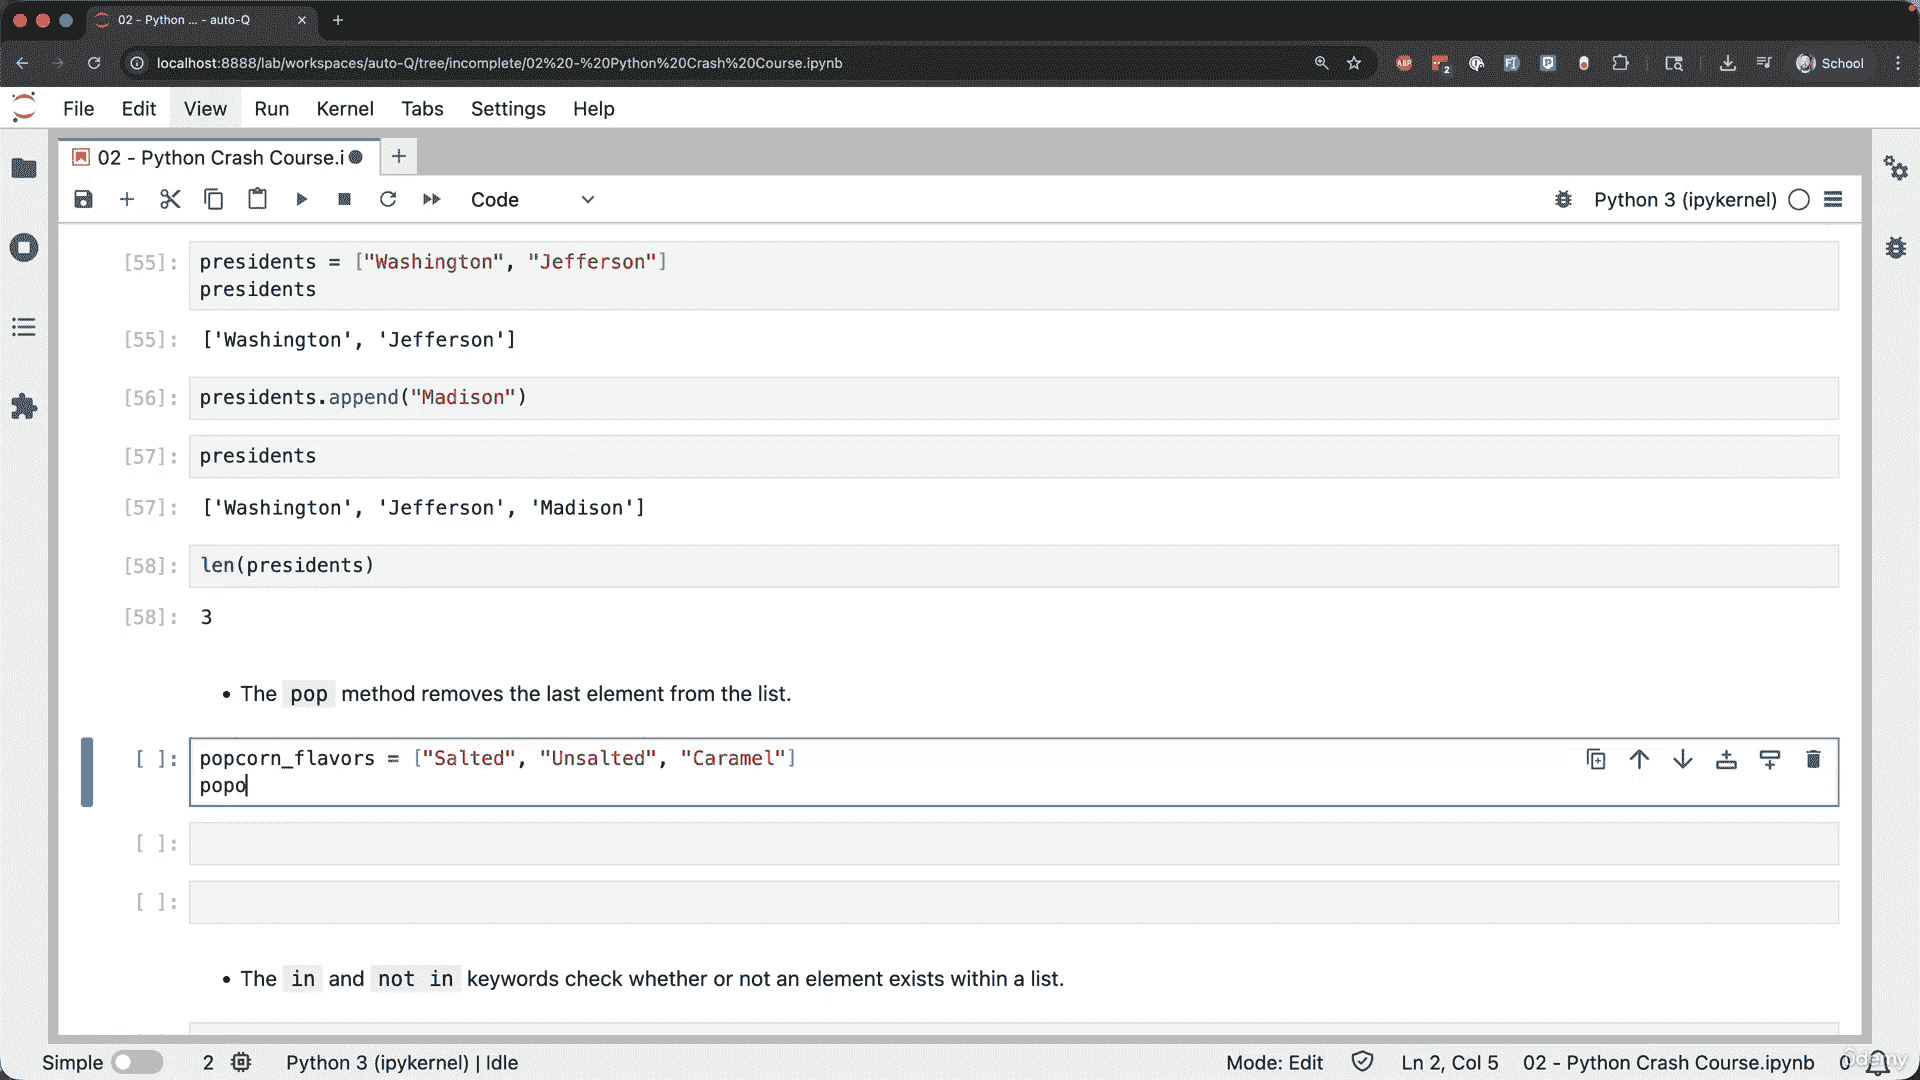 02 - Python ... - auto-Q
localhost:8888/lab/workspaces/auto-Q/tree/incomplete/02%20-%20Python%20Crash%20Course.ipynb
ABP
2
School
File Edit View Run Kernel Tabs Settings Help
02 - Python Crash Course.i
Code
Python 3 (ipykernel)
[55]: presidents = ["Washington", "Jefferson"]
presidents
[55]: ['Washington', 'Jefferson']
[56]: presidents.append("Madison")
[57]: presidents
[57]: ['Washington', 'Jefferson', 'Madison']
[58]: len(presidents)
[58]: 3
• The pop method removes the last element from the list.
[ ]: popcorn_flavors = ["Salted", "Unsalted", "Caramel"]
popo
[ ]:
[ ]:
• The in and not in keywords check whether or not an element exists within a list.
Simple 2 Python 3 (ipykernel) | Idle Mode: Edit Ln 2, Col 5 02 - Python Crash Course.ipynb 0
Udemy